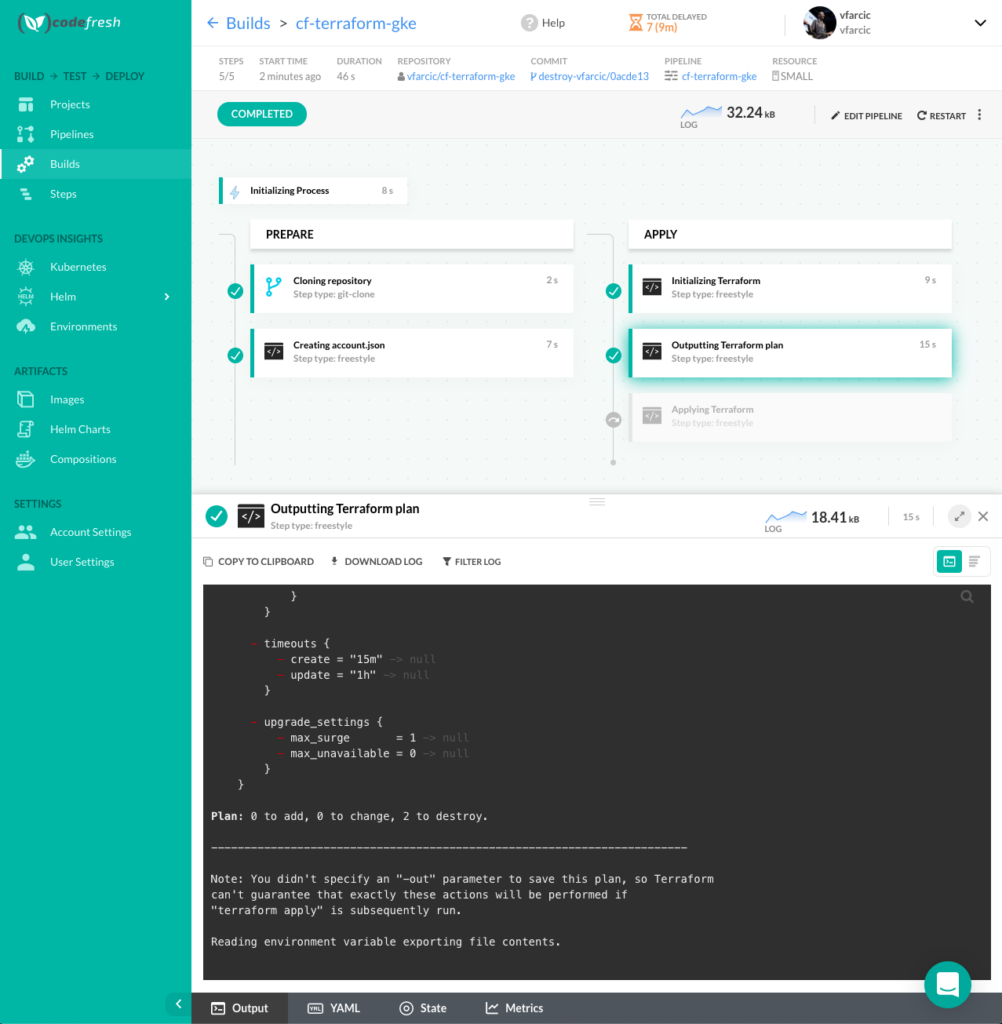 codefresh
← Builds > cf-terraform-gke
Help
TOTAL DELAYED
7 (9m)
vfarcic
vfarcic
BUILD → TEST → DEPLOY
Projects
Pipelines
Builds
Steps
DEVOPS INSIGHTS
Kubernetes
HELM
Helm
Environments
ARTIFACTS
Images
Helm Charts
Compositions
SETTINGS
Account Settings
User Settings
STEPS
5/5
START TIME
2 minutes ago
DURATION
46 s
REPOSITORY
vfarcic/cf-terraform-gke
COMMIT
destroy-vfarcic/0acde13
PIPELINE
cf-terraform-gke
RESOURCE
SMALL
COMPLETED
LOG
32.24 kB
EDIT PIPELINE
RESTART
Initializing Process 8 s
PREPARE
Cloning repository 2 s
Step type: git-clone
Creating account.json 7 s
Step type: freestyle
APPLY
Initializing Terraform 9 s
Step type: freestyle
Outputting Terraform plan 15 s
Step type: freestyle
Applying Terraform
Step type: freestyle
Outputting Terraform plan
Step type: freestyle
LOG
18.41 kB
15 s
COPY TO CLIPBOARD
DOWNLOAD LOG
FILTER LOG
}
}
- timeouts {
- create = "15m" -> null
- update = "1h" -> null
}
- upgrade_settings {
- max_surge       = 1 -> null
- max_unavailable = 0 -> null
}
}
Plan: 0 to add, 0 to change, 2 to destroy.
------------------------------------------------------------------------
Note: You didn't specify an "-out" parameter to save this plan, so Terraform
can't guarantee that exactly these actions will be performed if
"terraform apply" is subsequently run.
Reading environment variable exporting file contents.
Output
YML
YAML
State
Metrics